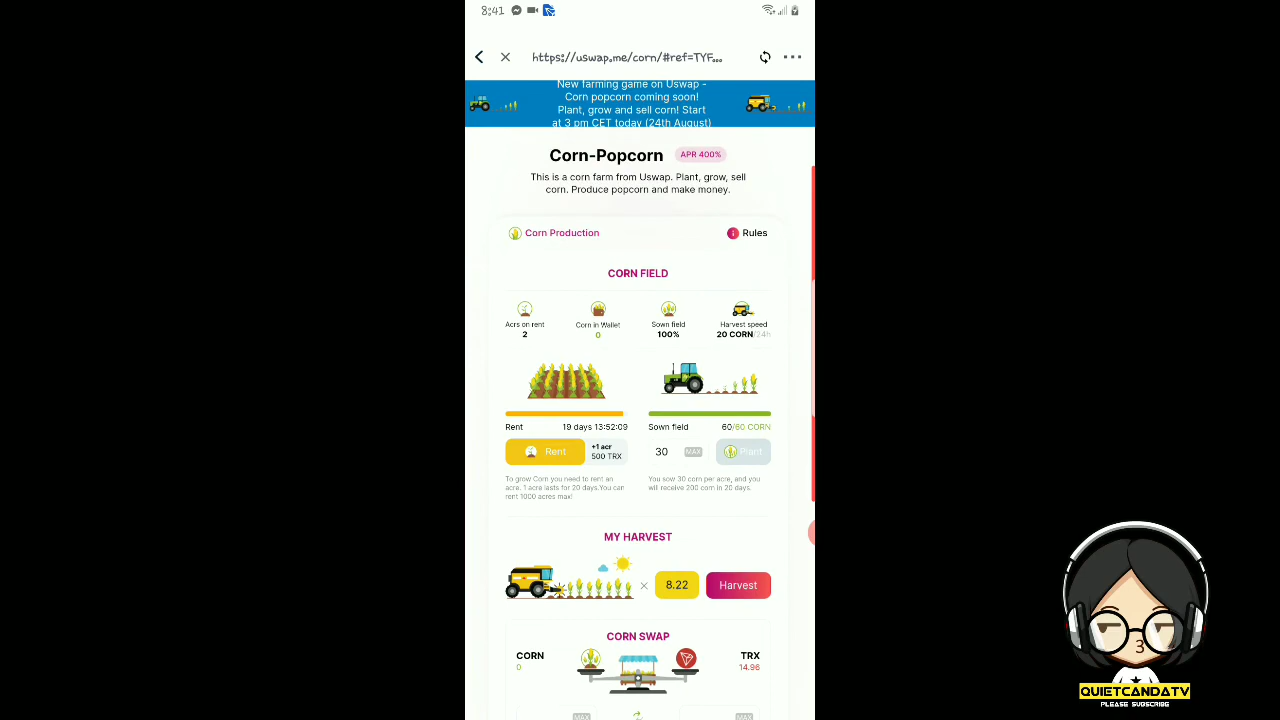 8:41
https://uswap.me/corn/#ref=TYF...
New farming game on Uswap -
Corn popcorn coming soon!
Plant, grow and sell corn! Start
at 3 pm CET today (24th August)
Corn-Popcorn APR 400%
This is a corn farm from Uswap. Plant, grow, sell
corn. Produce popcorn and make money.
Corn Production Rules
CORN FIELD
Acrs on rent Corn in Wallet Sown field Harvest speed
2 0 100% 20 CORN/24h
Rent 19 days 13:52:09 Sown field 60/60 CORN
Rent +1 acr 30 MAX Plant
500 TRX
To grow Corn you need to rent an
acre. 1 acre lasts for 20 days.You can
rent 1000 acres max!
You sow 30 corn per acre, and you
will receive 200 corn in 20 days.
MY HARVEST
× 8.22 Harvest
CORN SWAP
CORN TRX
0 14.96
MAX MAX
QUIETCANDATV
PLEASE SUBSCRIBE